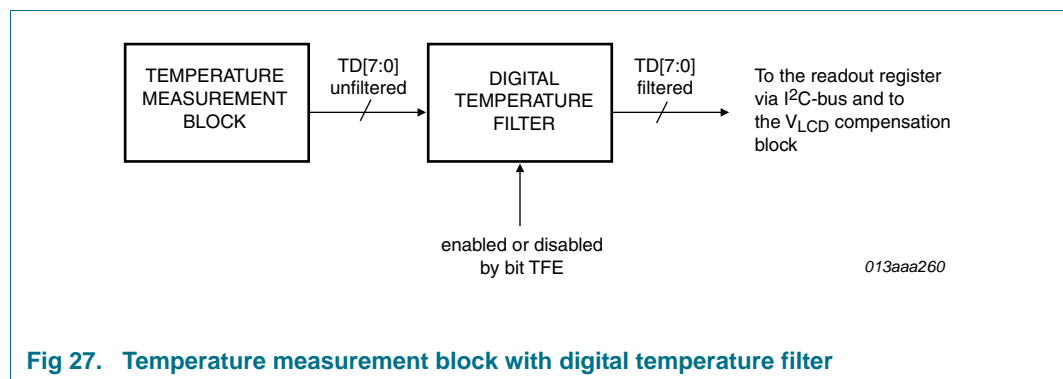 TEMPERATURE
MEASUREMENT
BLOCK
TD[7:0]
unfiltered
DIGITAL
TEMPERATURE
FILTER
TD[7:0]
filtered
To the readout register
via I2C-bus and to
the VLCD compensation
block
enabled or disabled
by bit TFE
013aaa260
Fig 27. Temperature measurement block with digital temperature filter